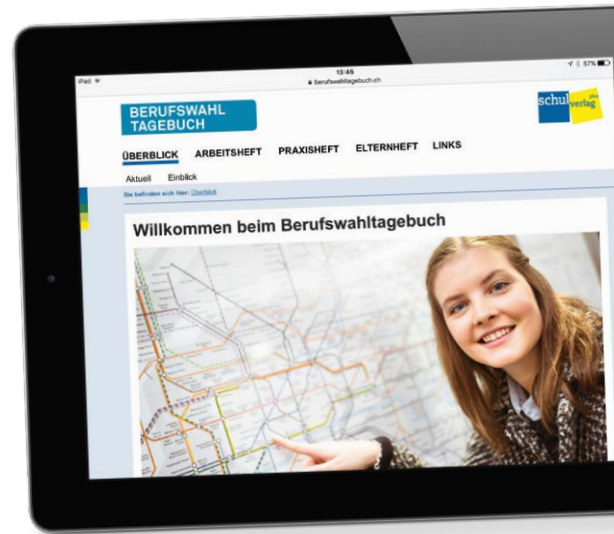 iPad
13:45
57%
berufswahltagebuch.ch
BERUFSWAHL
TAGEBUCH
schulverlag plus
ÜBERBLICK ARBEITSHEFT PRAXISHEFT ELTERNHEFT LINKS
Aktuell Einblick
Sie befinden sich hier: Überblick
Willkommen beim Berufswahltagebuch